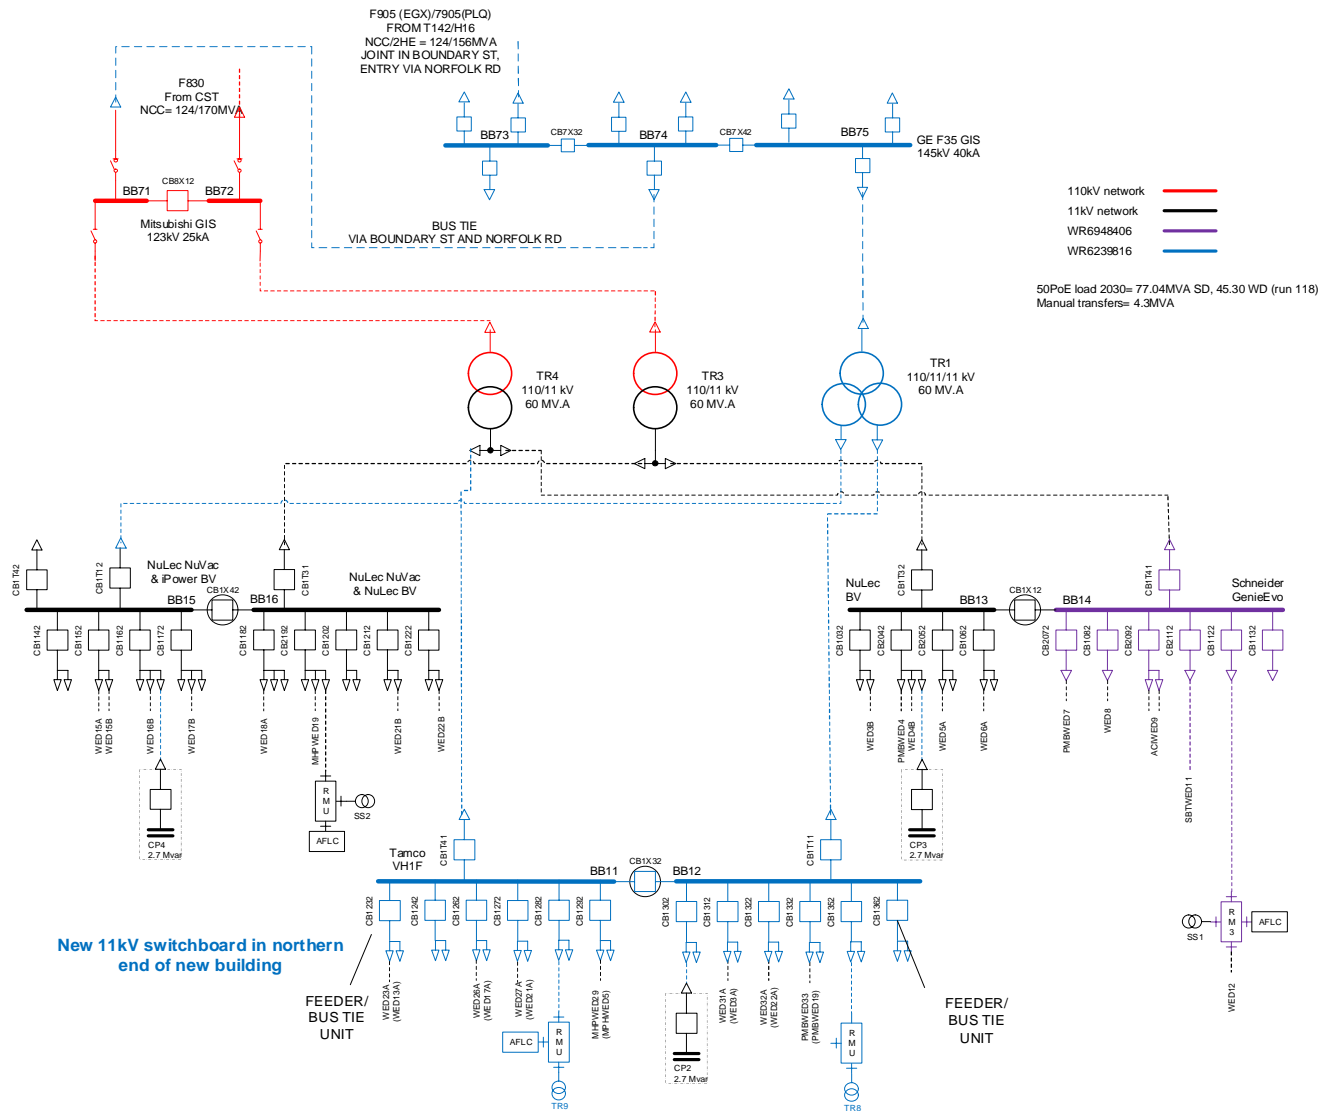 F905 (EGX)/7905(PLQ)
FROM T142/H16
NCC/2HE = 124/156MVA
JOINT IN BOUNDARY ST,
ENTRY VIA NORFOLK RD
F830
From CST
NCC= 124/170MVA
BB73
CB7X32
BB74
CB7X42
BB75
GE F35 GIS
145kV 40kA
BB71
CB8X12
BB72
Mitsubishi GIS
123kV 25kA
BUS TIE
VIA BOUNDARY ST AND NORFOLK RD
110kV network
11kV network
WR6948406
WR6239816
50PoE load 2030= 77.04MVA SD, 45.30 WD (run 118)
Manual transfers= 4.3MVA
TR4
110/11 kV
60 MV.A
TR3
110/11 kV
60 MV.A
TR1
110/11/11 kV
60 MV.A
CB1T42
CB1T12
NuLec NuVac
& iPower BV
CB1T31
NuLec NuVac
& NuLec BV
NuLec
BV
CB1T32
CB1T41
Schneider
GenieEvo
BB15
CB1X42
BB16
BB13
CB1X12
BB14
CB1142
CB1152
CB1162
CB1172
CB1182
CB2192
CB1202
CB1212
CB1222
CB1032
CB2042
CB2052
CB1062
CB2072
CB1082
CB2092
CB2112
CB1122
CB1132
WED15A
WED15B
WED16B
WED17B
WED18A
MHPWED19
WED21B
WED22B
WED3B
PMBWED4
WED4B
WED5A
WED6A
PMBWED7
WED8
ACIWED9
SBTWED11
CP4
2.7 Mvar
RMU
SS2
AFLC
CP3
2.7 Mvar
SS1
RM3
AFLC
WED12
Tamco
VH1F
CB1T41
CB1T11
BB11
CB1X32
BB12
CB1232
CB1242
CB1262
CB1272
CB1282
CB1292
CB1302
CB1312
CB1322
CB1332
CB1352
CB1362
New 11kV switchboard in northern
end of new building
FEEDER/
BUS TIE
UNIT
WED23A
(WED13A)
WED26A
(WED17A)
WED27A
(WED21A)
MHPWED29
(MPHWED5)
WED31A
(WED3A)
WED32A
(WED22A)
PMBWED33
(PMBWED19)
FEEDER/
BUS TIE
UNIT
AFLC
RMU
TR9
CP2
2.7 Mvar
RMU
TR8